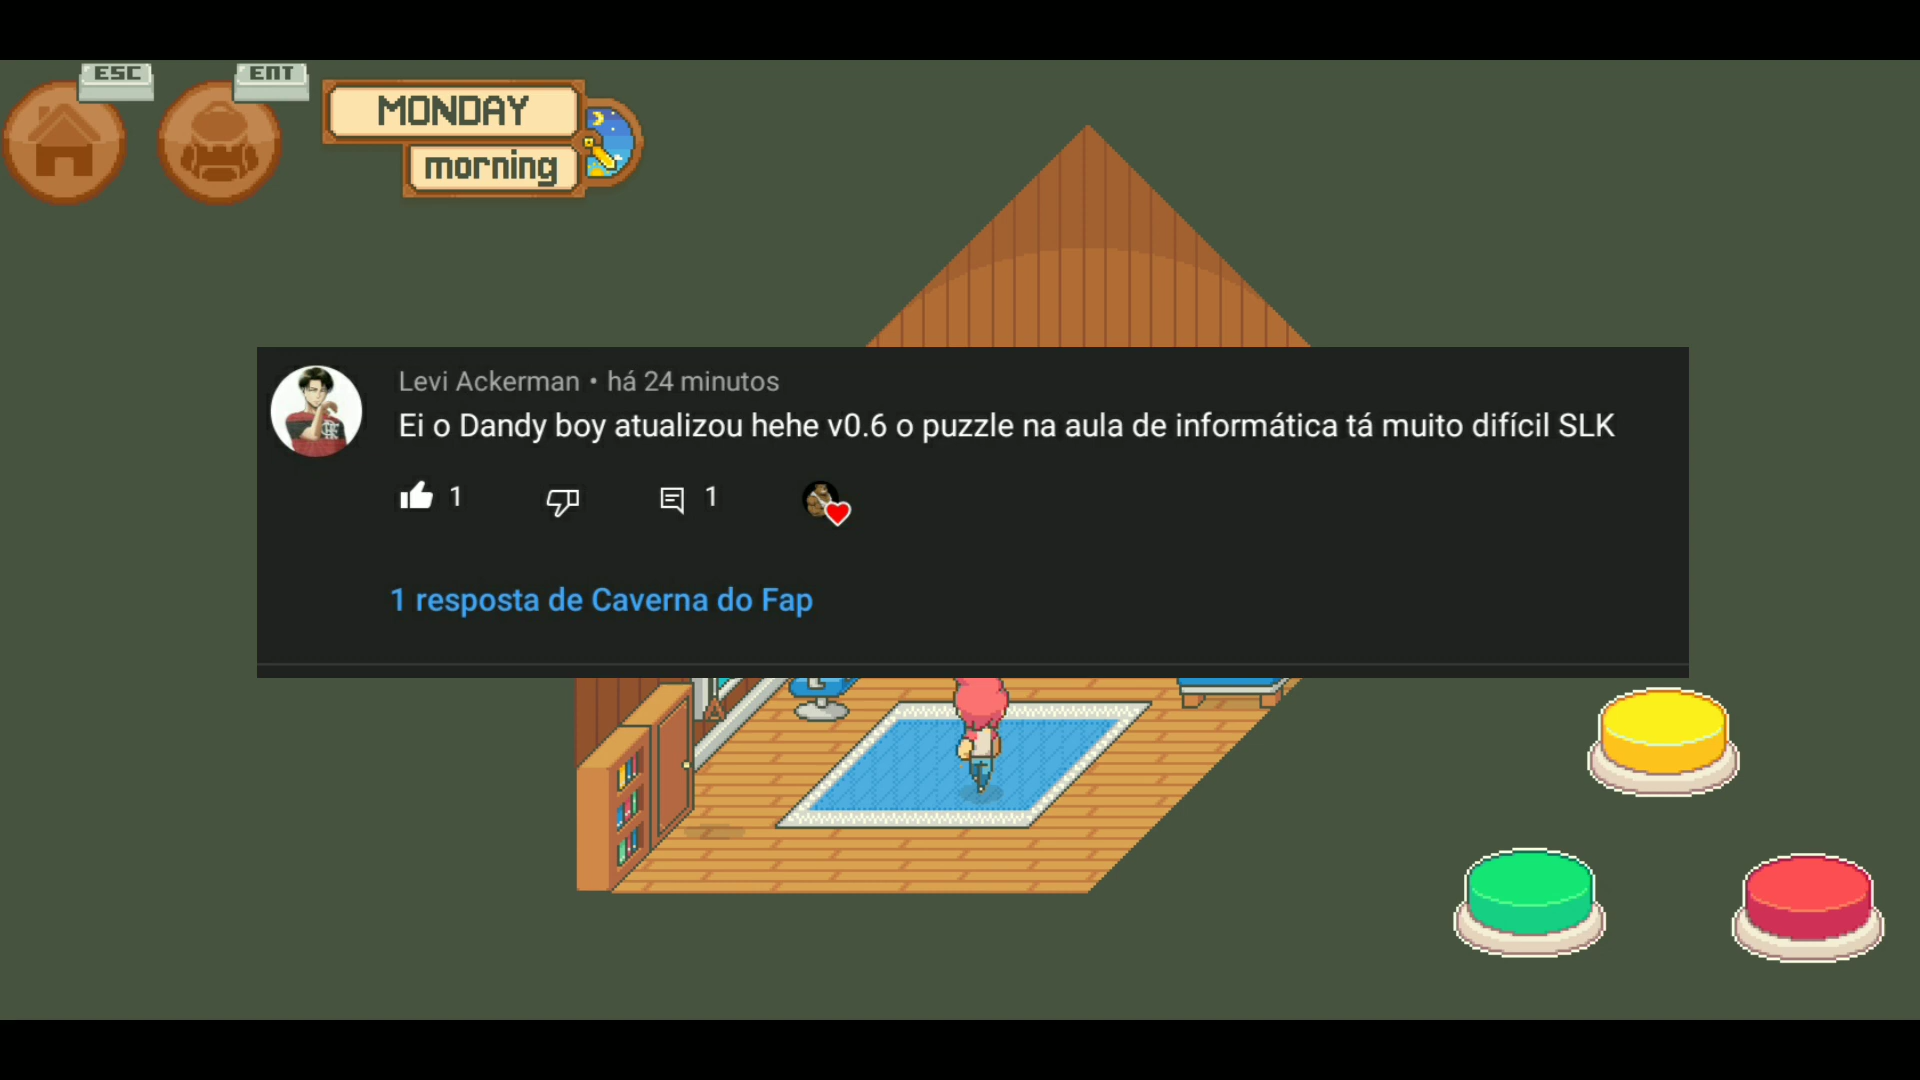 ESC
ENT
MONDAY
morning
Levi Ackerman • há 24 minutos
Ei o Dandy boy atualizou hehe v0.6 o puzzle na aula de informática tá muito difícil SLK
1
1
1 resposta de Caverna do Fap